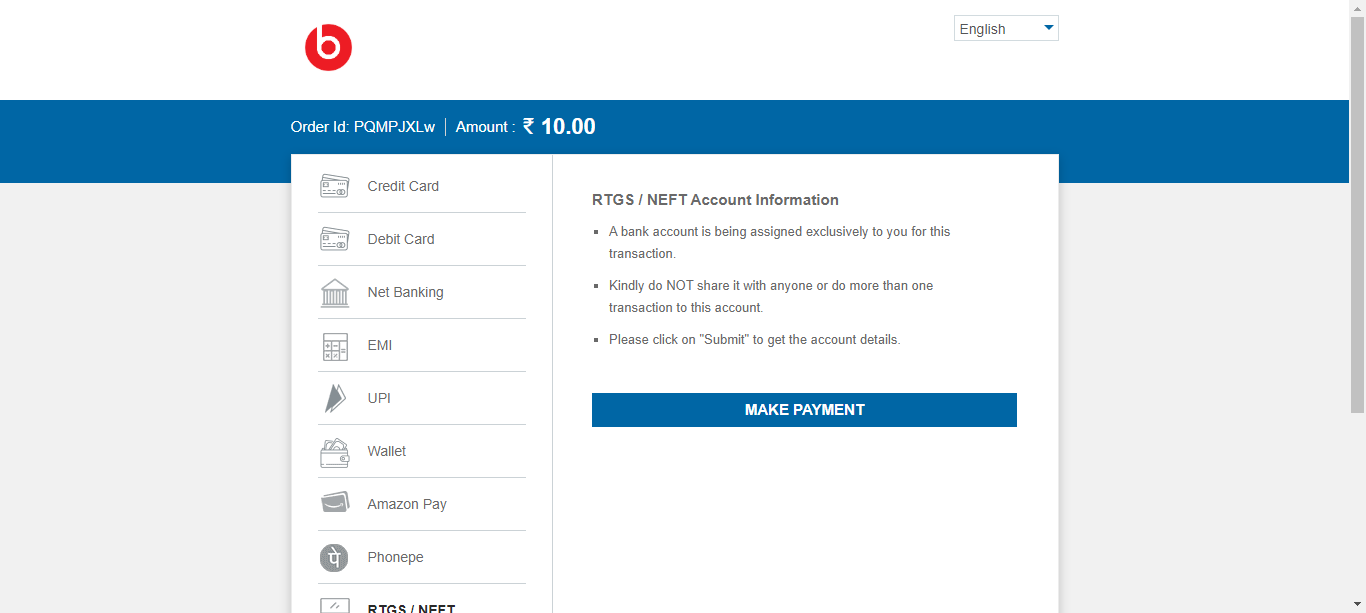 b
English
Order Id: PQMPJXLw
Amount : ₹ 10.00
Credit Card
Debit Card
Net Banking
EMI
UPI
Wallet
Amazon Pay
पे
Phonepe
RTGS / NEFT
RTGS / NEFT Account Information
A bank account is being assigned exclusively to you for this
transaction.
Kindly do NOT share it with anyone or do more than one
transaction to this account.
Please click on "Submit" to get the account details.
MAKE PAYMENT